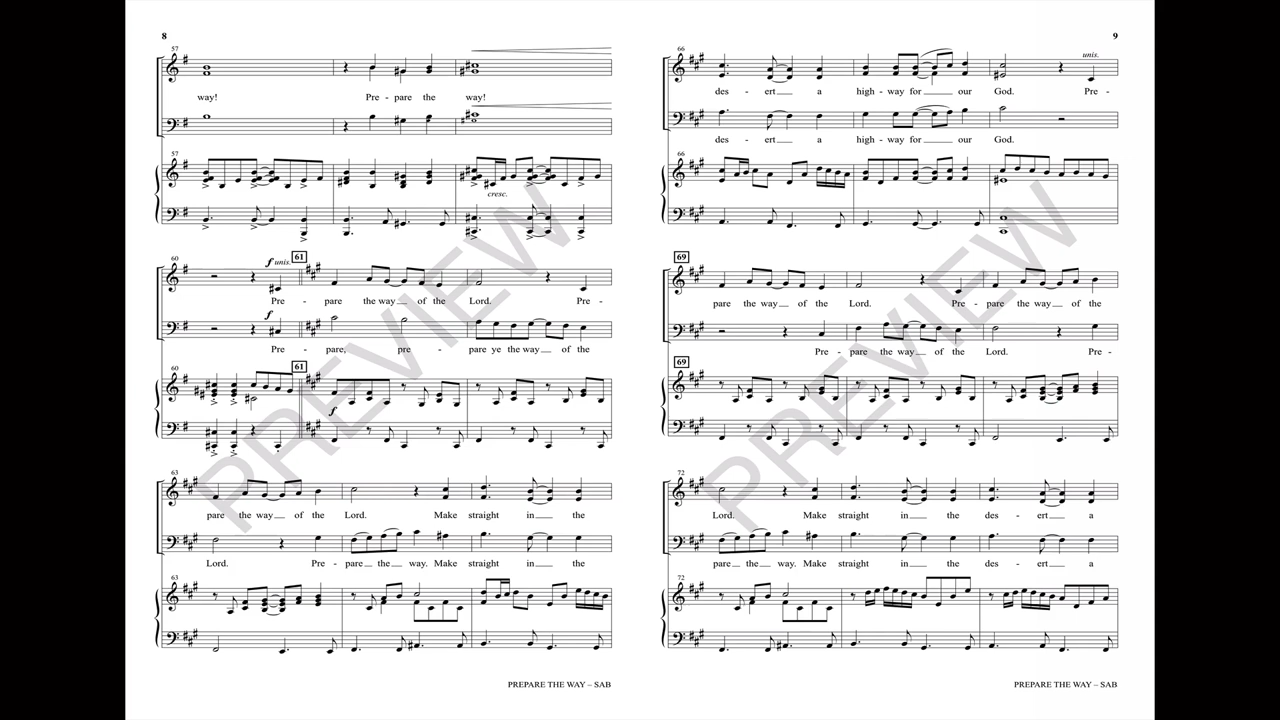 8
57
way! Pre - pare the way!
57
cresc.
60
f unis.
61
Pre - pare the way of the Lord. Pre -
f
Pre - pare, pre - pare ye the way of the
60
61
f
63
pare the way of the Lord. Make straight in the
Lord. Pre - pare the way. Make straight in the
63
PREVIEW
PREPARE THE WAY – SAB
9
66
unis.
des - ert a high - way for our God. Pre -
des - ert a high - way for our God.
66
69
pare the way of the Lord. Pre - pare the way of the
Pre - pare the way of the Lord. Pre -
69
72
Lord. Make straight in the des - ert a
pare the way. Make straight in the des - ert a
72
PREVIEW
PREPARE THE WAY – SAB